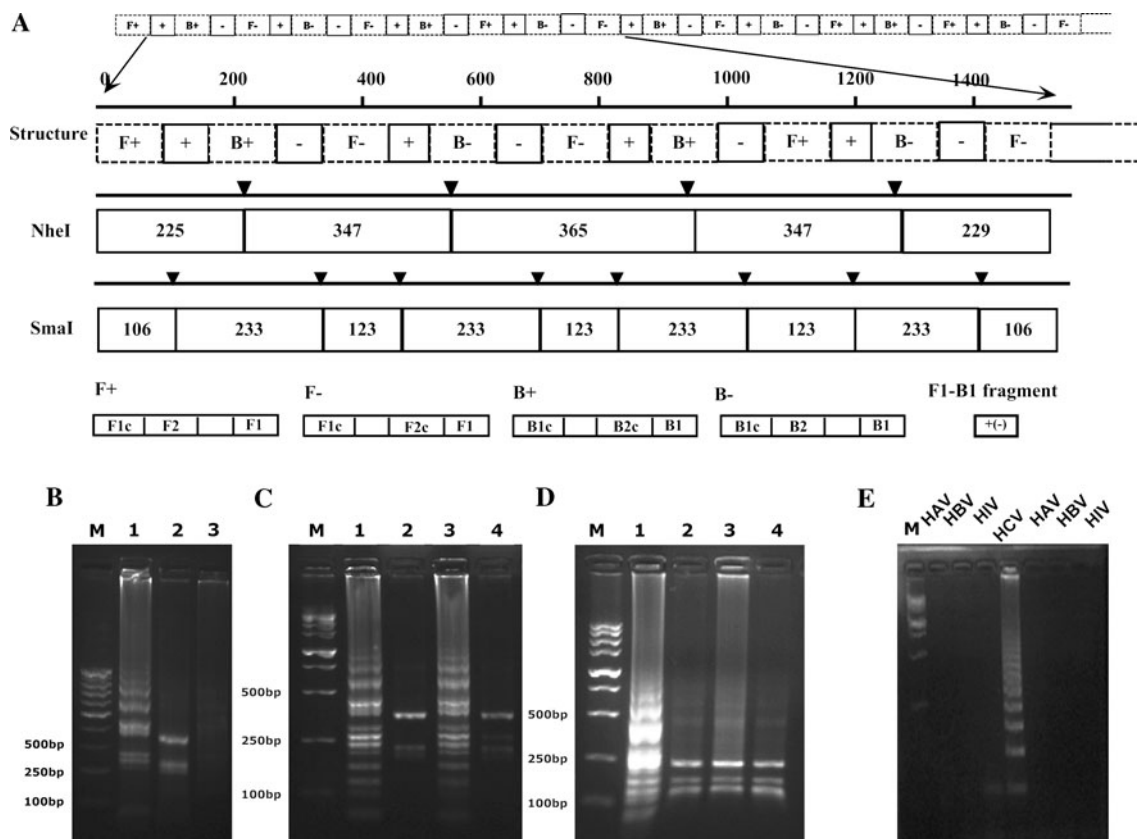 A
F+ + B+ - F- + B- - F- + B+ - F+ + B- - F- + B+ - F- + B- - F+ + B+ - F+ + B- - F-
0 200 400 600 800 1000 1200 1400
Structure F+ + B+ - F- + B- - F- + B+ - F+ + B- - F-
NheI 225 347 365 347 229
SmaI 106 233 123 233 123 233 123 233 106
F+ F- B+ B- F1-B1 fragment
F1c F2 F1 F1c F2c F1 B1c B2c B1 B1c B2 B1 +(-)
B C D E
M 1 2 3
500bp
250bp
100bp
M 1 2 3 4
500bp
250bp
100bp
M 1 2 3 4
500bp
250bp
100bp
M HAV HBV HIV HCV HAV HBV HIV